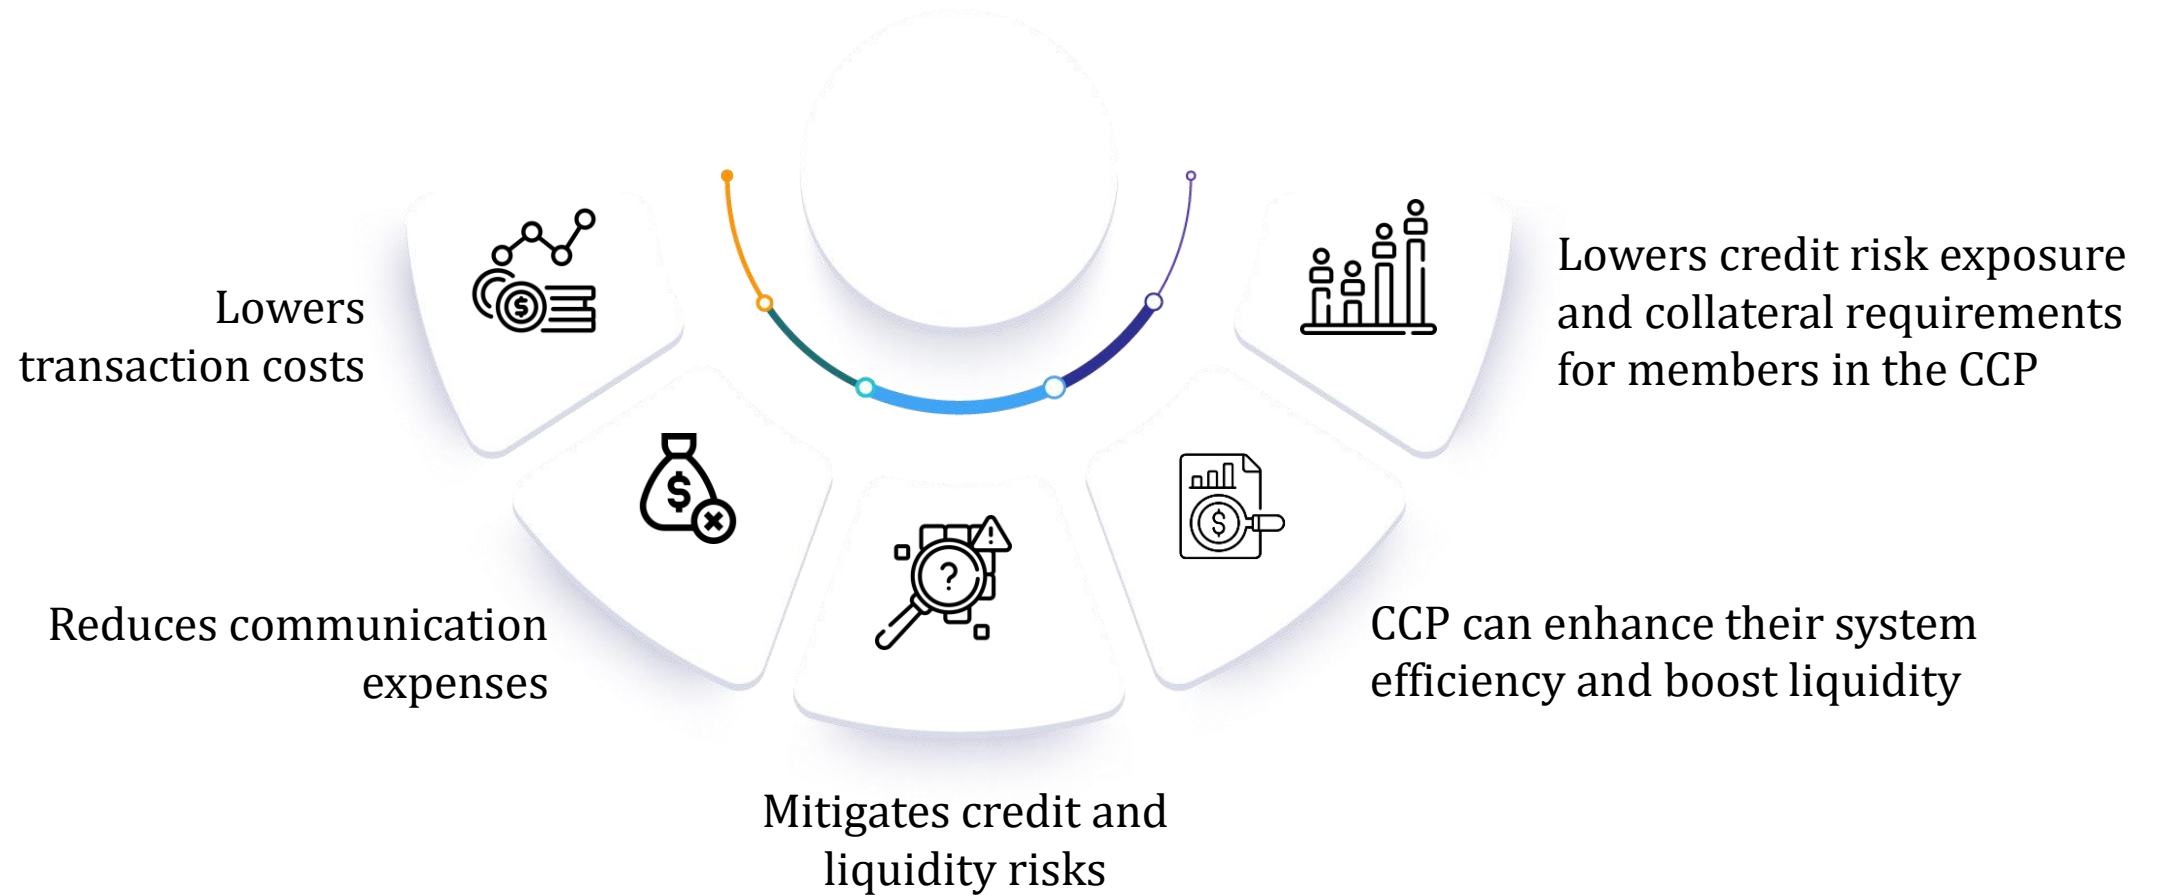 Lowers
transaction costs
Reduces communication
expenses
Mitigates credit and
liquidity risks
CCP can enhance their system
efficiency and boost liquidity
Lowers credit risk exposure
and collateral requirements
for members in the CCP
$
$
?
!
$